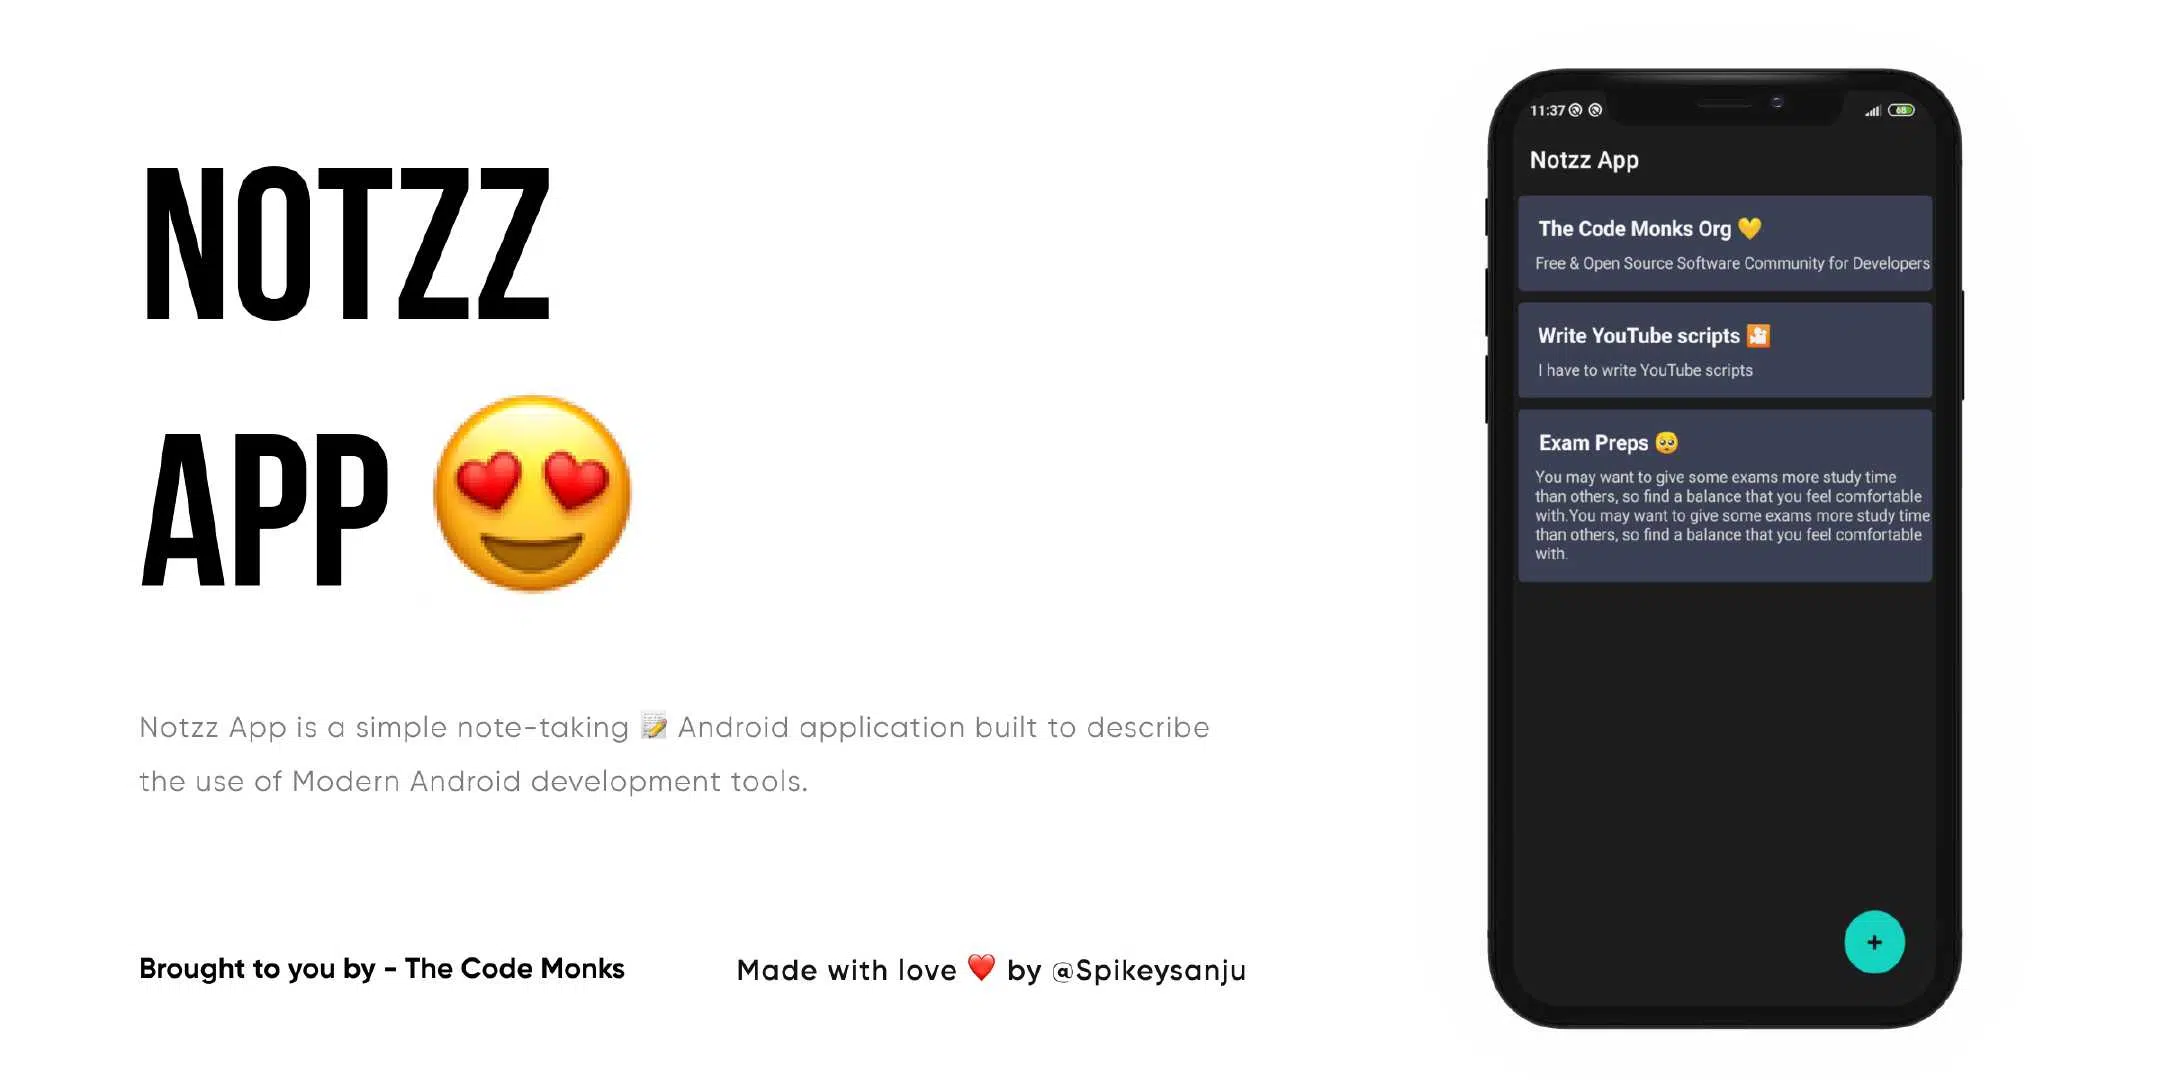 NOTZZ
APP 😍
Notzz App is a simple note-taking 📝 Android application built to describe
the use of Modern Android development tools.
Brought to you by - The Code Monks
Made with love ❤️ by @Spikeysanju
11:37
68
Notzz App
The Code Monks Org 💛
Free & Open Source Software Community for Developers
Write YouTube scripts 🎦
I have to write YouTube scripts
Exam Preps 🥺
You may want to give some exams more study time
than others, so find a balance that you feel comfortable
with.You may want to give some exams more study time
than others, so find a balance that you feel comfortable
with.
+